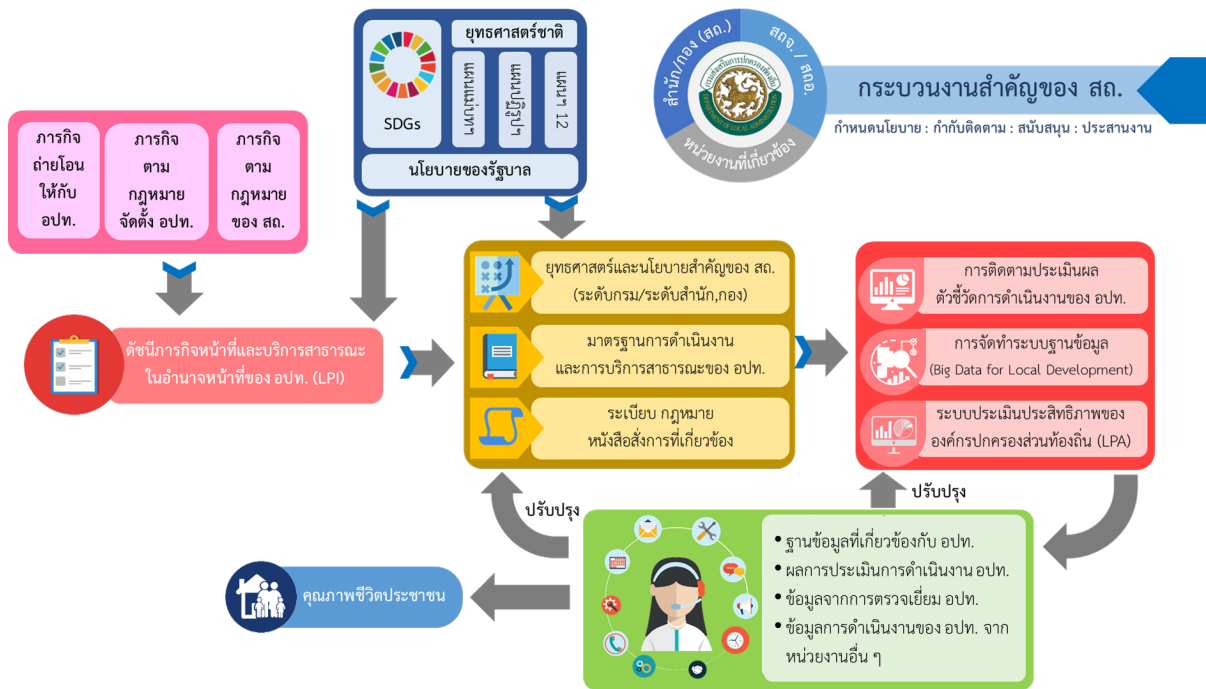 SDGs
ยุทธศาสตร์ชาติ
แผนแม่บทฯ
แผนปฏิรูปฯ
แผนฯ 12
นโยบายของรัฐบาล
สำนัก/กอง (สถ.)
สถจ. / สถอ.
หน่วยงานที่เกี่ยวข้อง
กรมส่งเสริมการปกครองท้องถิ่น
DEPARTMENT OF LOCAL ADMINISTRATION
กระบวนงานสำคัญของ สถ.
กำหนดนโยบาย : กำกับติดตาม : สนับสนุน : ประสานงาน
ภารกิจ
ถ่ายโอน
ให้กับ
อปท.
ภารกิจ
ตาม
กฎหมาย
จัดตั้ง อปท.
ภารกิจ
ตาม
กฎหมาย
ของ สถ.
ดัชนีภารกิจหน้าที่และบริการสาธารณะ
ในอำนาจหน้าที่ของ อปท. (LPI)
ยุทธศาสตร์และนโยบายสำคัญของ สถ.
(ระดับกรม/ระดับสำนัก,กอง)
มาตรฐานการดำเนินงาน
และการบริการสาธารณะของ อปท.
ระเบียบ กฎหมาย
หนังสือสั่งการที่เกี่ยวข้อง
การติดตามประเมินผล
ตัวชี้วัดการดำเนินงานของ อปท.
การจัดทำระบบฐานข้อมูล
(Big Data for Local Development)
ระบบประเมินประสิทธิภาพของ
องค์กรปกครองส่วนท้องถิ่น (LPA)
ปรับปรุง
ปรับปรุง
• ฐานข้อมูลที่เกี่ยวข้องกับ อปท.
• ผลการประเมินการดำเนินงาน อปท.
• ข้อมูลจากการตรวจเยี่ยม อปท.
• ข้อมูลการดำเนินงานของ อปท. จาก
หน่วยงานอื่น ๆ
คุณภาพชีวิตประชาชน